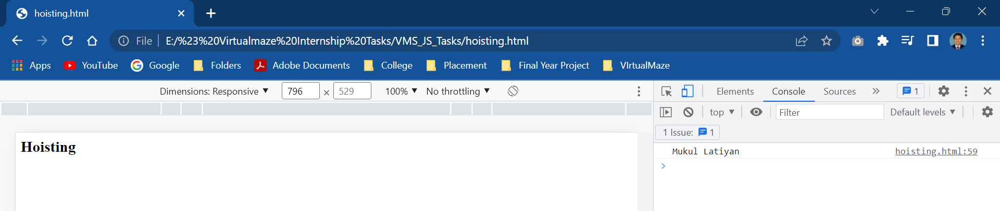 hoisting.html
File E:/%23%20Virtualmaze%20Internship%20Tasks/VMS_JS_Tasks/hoisting.html
Apps YouTube Google Folders Adobe Documents College Placement Final Year Project VIrtualMaze
Dimensions: Responsive 796 × 529 100% No throttling
Elements Console Sources 1
top Filter Default levels
1 Issue: 1
Hoisting
Mukul Latiyan hoisting.html:59